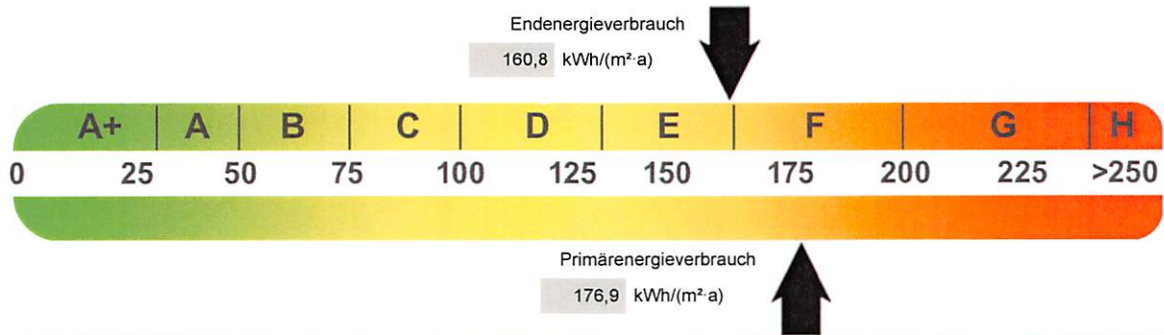 Endenergieverbrauch
160,8 kWh/(m²·a)
A+ A B C D E F G H
0 25 50 75 100 125 150 175 200 225 >250
Primärenergieverbrauch
176,9 kWh/(m²·a)